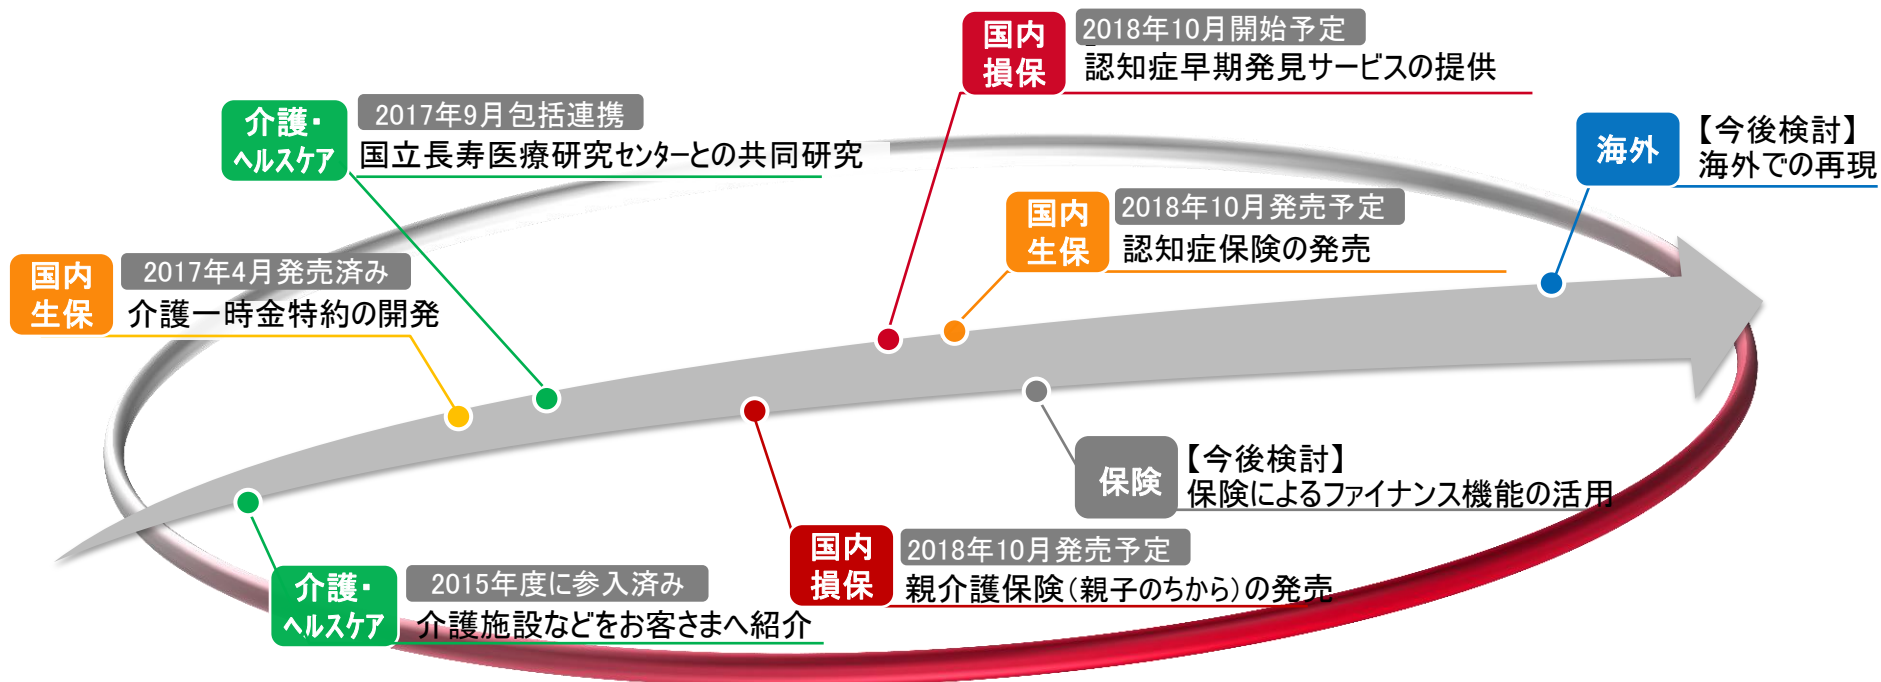 国内
損保
2018年10月開始予定
認知症早期発見サービスの提供
介護・
ヘルスケア
2017年9月包括連携
国立長寿医療研究センターとの共同研究
海外
【今後検討】
海外での再現
国内
生保
2018年10月発売予定
認知症保険の発売
国内
生保
2017年4月発売済み
介護一時金特約の開発
保険
【今後検討】
保険によるファイナンス機能の活用
国内
損保
2018年10月発売予定
親介護保険(親子のちから)の発売
介護・
ヘルスケア
2015年度に参入済み
介護施設などをお客さまへ紹介